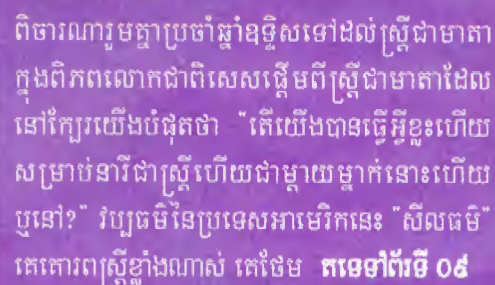 ពិចារណារួមគ្នាប្រចាំឆ្នាំឧទ្ទិសទៅដល់ស្ត្រីជាមាតា
ក្នុងពិភពលោកជាពិសេសផ្តើមពីស្ត្រីជាមាតាដែល
នៅក្បែរយើងបំផុតថា "តើយើងបានធ្វើអ្វីខ្លះហើយ
សម្រាប់នារីជាស្ត្រីហើយជាម្តាយម្នាក់នោះហើយ
ឬនៅ?" វប្បធម៌នៃប្រទេសអាមេរិកនេះ "សីលធម៌"
គេគោរពស្ត្រីខ្លាំងណាស់ គេថែម តទៅទំព័រទី ០៩